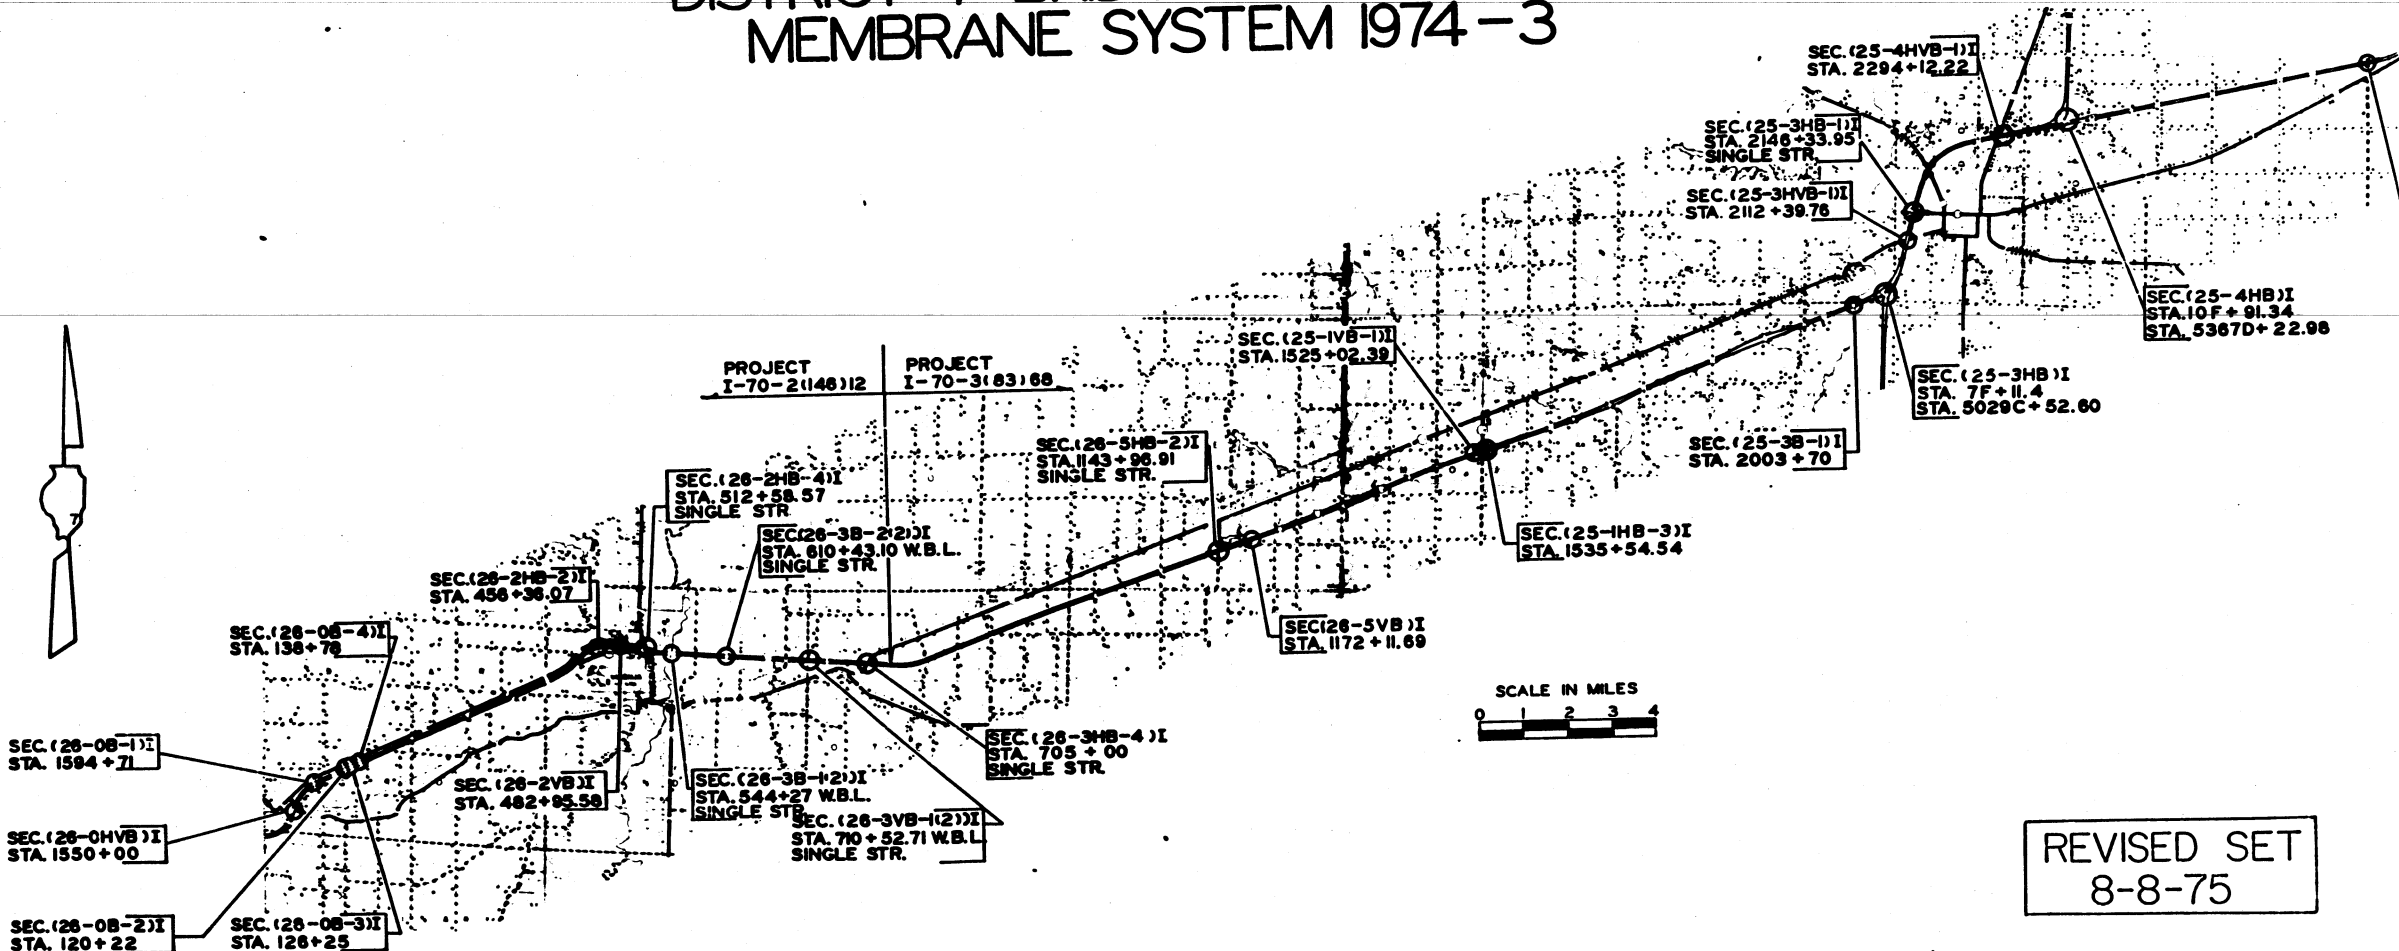 MEMBRANE SYSTEM 1974-3
SEC.(25-4HVB-1)I
STA. 2294+12.22
SEC.(25-3HB-1)I
STA. 2146+33.95
SINGLE STR.
SEC.(25-3HVB-1)I
STA. 2112+39.76
SEC.(25-4HB)I
STA. 10F+91.34
STA. 5367D+22.98
SEC.(25-1VB-1)I
STA. 1525+02.39
PROJECT
I-70-2(146)12
PROJECT
I-70-3(83)68
SEC.(25-3HB)I
STA. 7F+11.4
STA. 5029C+52.60
SEC.(26-5HB-2)I
STA. 1143+96.91
SINGLE STR.
SEC.(25-3B-1)I
STA. 2003+70
SEC.(26-2HB-4)I
STA. 512+58.57
SINGLE STR
7
SEC(26-3B-2(2))I
STA. 610+43.10 W.B.L.
SINGLE STR.
SEC.(25-1HB-3)I
STA. 1535+54.54
SEC.(26-2HB-2)I
STA. 456+36.07
SEC(26-5VB)I
STA. 1172+11.69
SEC.(26-0B-4)I
STA. 138+78
SCALE IN MILES
0 1 2 3 4
SEC.(26-0B-1)I
STA. 1594+71
SEC.(26-3HB-4)I
STA. 705+00
SINGLE STR.
SEC.(26-2VB)I
STA. 482+95.58
SEC.(26-3B-1(2))I
STA. 544+27 W.B.L.
SINGLE STR.
SEC.(26-3VB-1(2))I
STA. 710+52.71 W.B.L.
SINGLE STR.
SEC.(26-0HVB)I
STA. 1550+00
REVISED SET
8-8-75
SEC.(26-0B-2)I
STA. 120+22
SEC.(26-0B-3)I
STA. 126+25